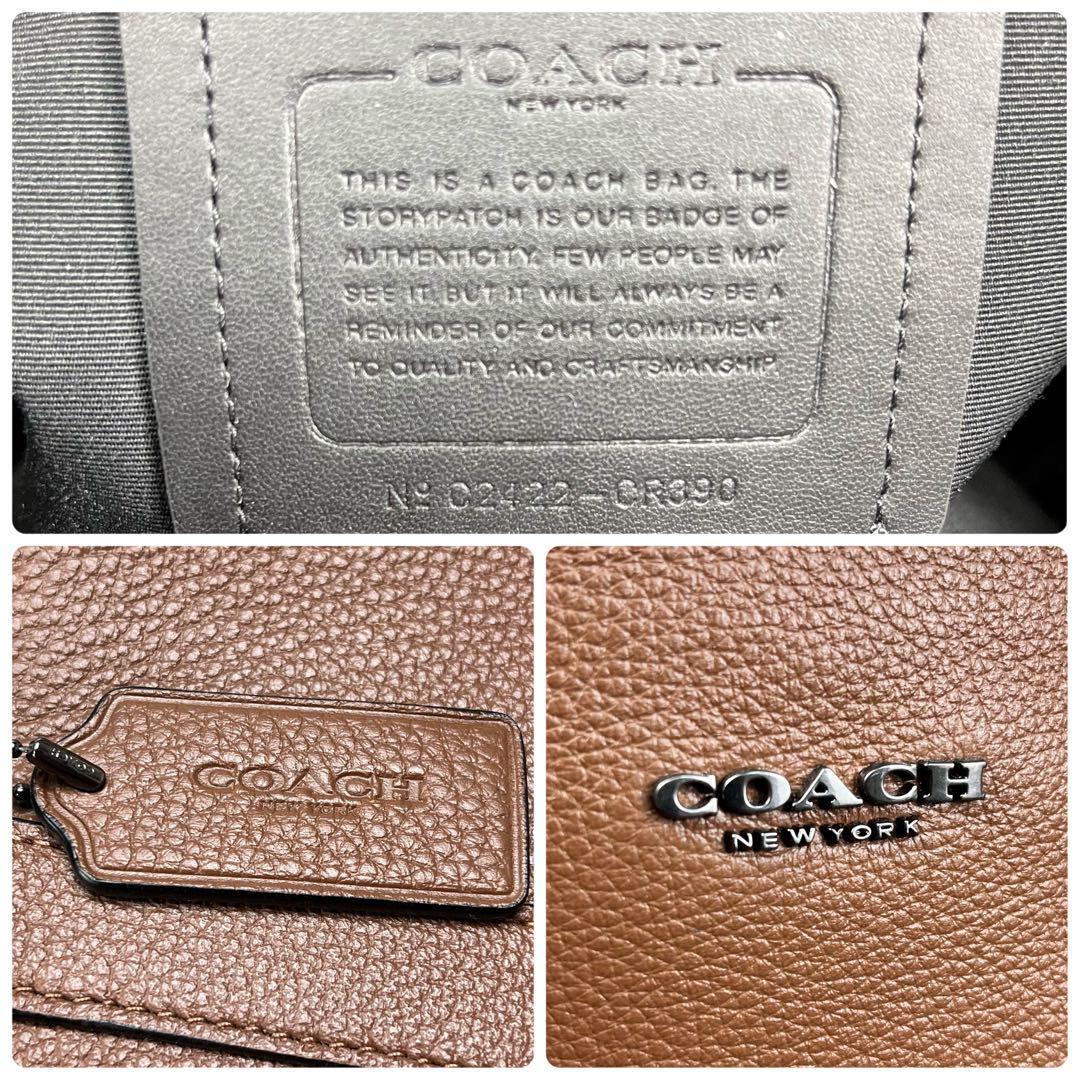 COACH
NEW YORK
THIS IS A COACH BAG. THE
STORYPATCH IS OUR BADGE OF
AUTHENTICITY. FEW PEOPLE MAY
SEE IT, BUT IT WILL ALWAYS BE A
REMINDER OF OUR COMMITMENT
TO QUALITY AND CRAFTSMANSHIP.
Nº C2422-CR390
COACH
COACH
NEW YORK
COACH
NEW YORK